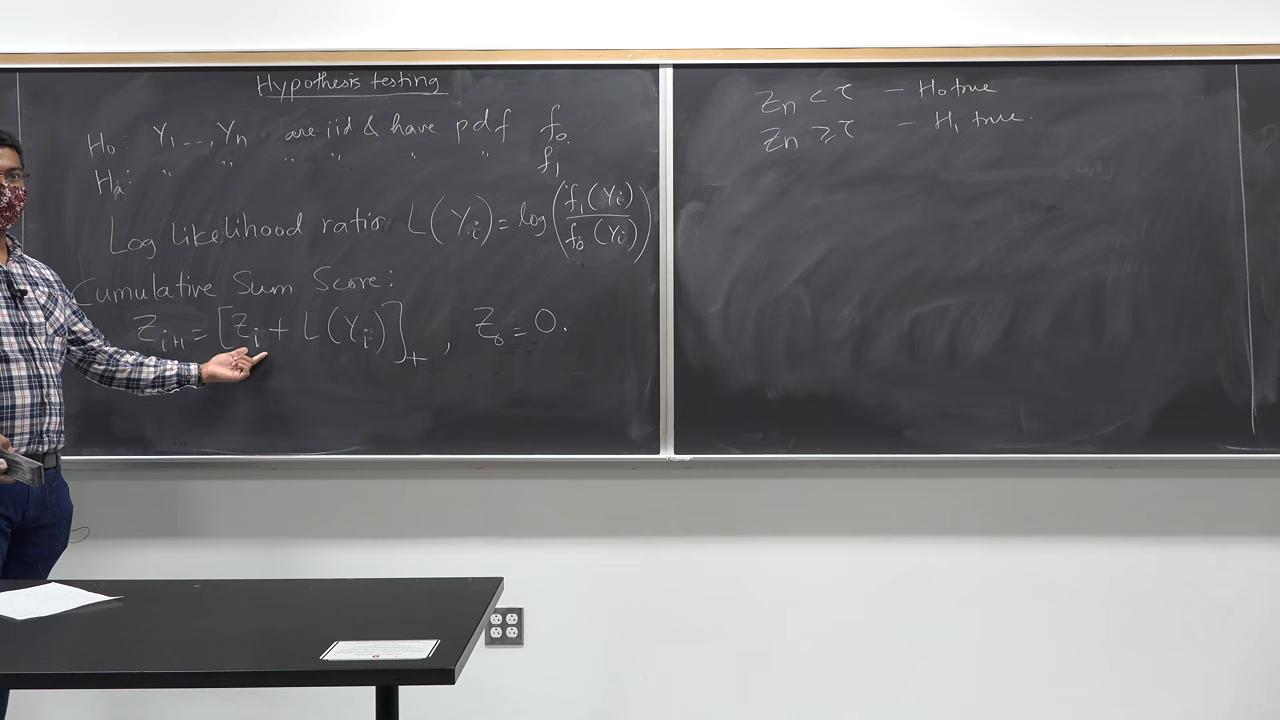 Hypothesis testing
H₀: Y₁ --., Yₙ are iid & have pdf f₀.
Hₐ: " " " " " " f₁
Log likelihood ratio L(Yᵢ) = log(f₁(Yᵢ)/f₀(Yᵢ))
Cumulative Sum Score:
Zᵢ₊₁ = [Zᵢ + L(Yᵢ)]₊, Z₀ = 0.
Zₙ < τ – H₀ true
Zₙ ≥ τ – H₁ true.